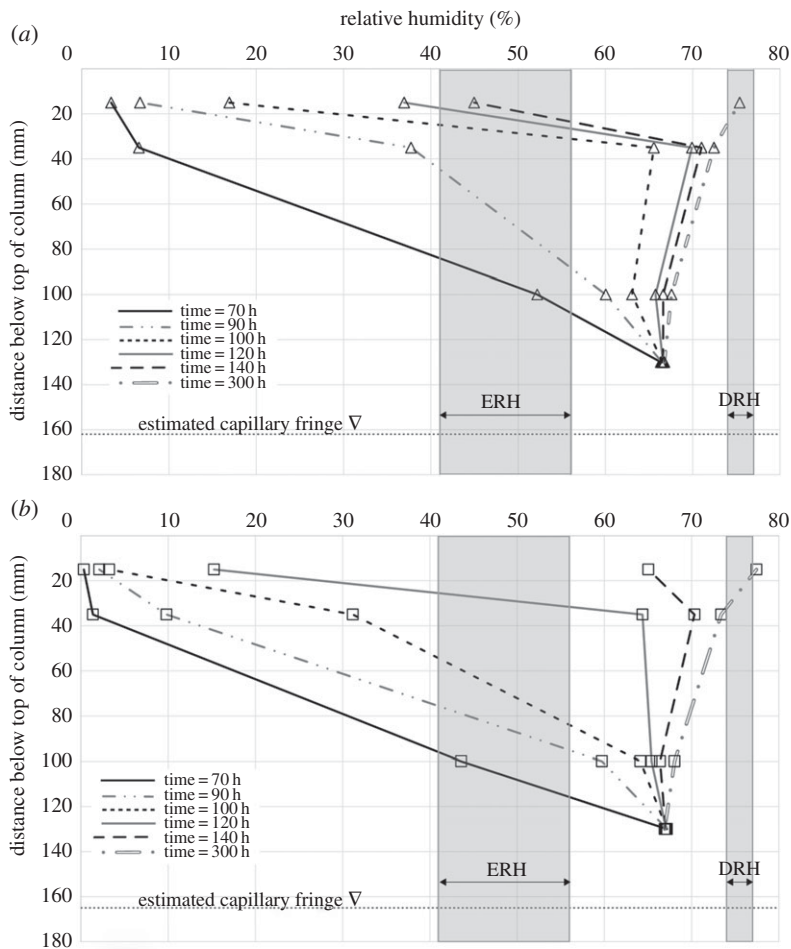 relative humidity (%)
(a)
0 10 20 30 40 50 60 70 80
distance below top of column (mm)
20
40
60
80
100
120
140
160
180
time = 70 h
time = 90 h
time = 100 h
time = 120 h
time = 140 h
time = 300 h
ERH
DRH
estimated capillary fringe ∇
(b)
0 10 20 30 40 50 60 70 80
distance below top of column (mm)
20
40
60
80
100
120
140
160
180
time = 70 h
time = 90 h
time = 100 h
time = 120 h
time = 140 h
time = 300 h
ERH
DRH
estimated capillary fringe ∇